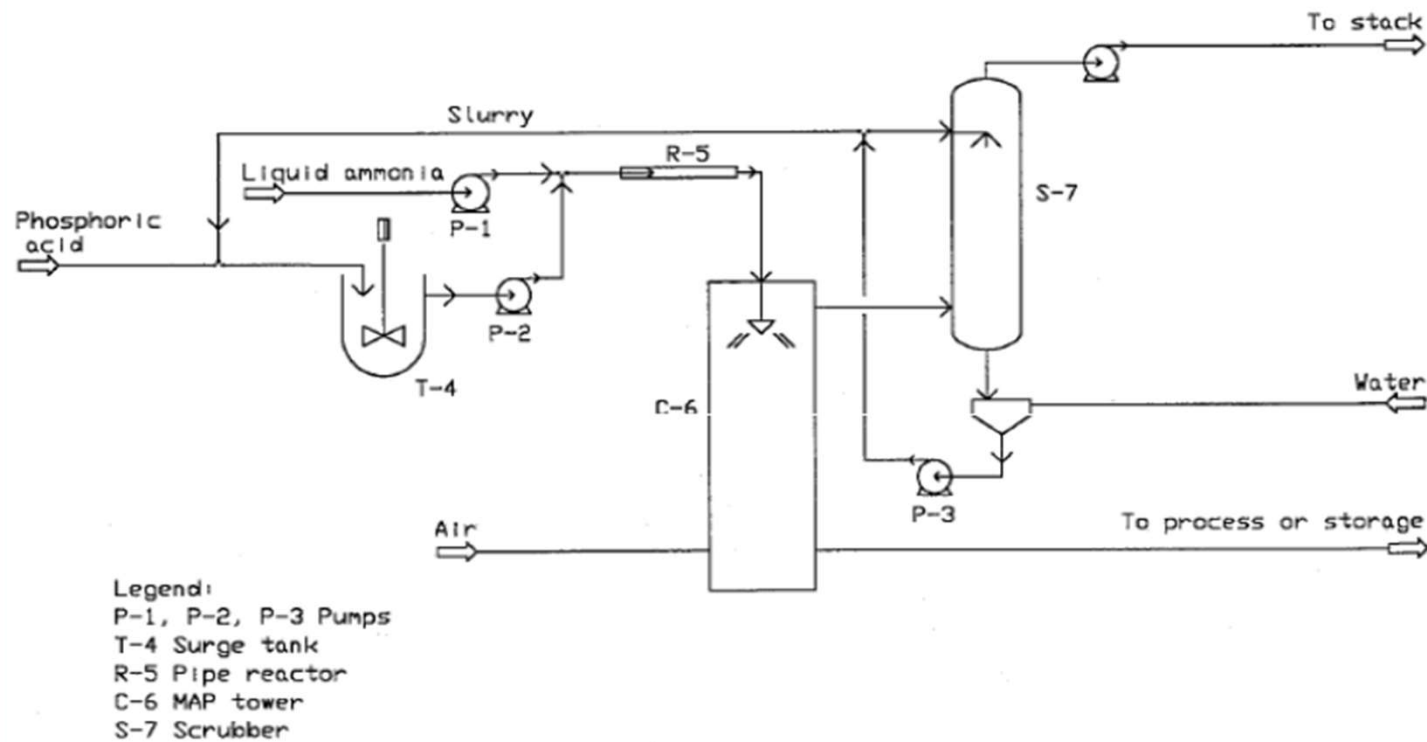 To stack
Slurry
R-5
Liquid ammonia
S-7
Phosphoric
acid
P-1
P-2
T-4
Water
C-6
P-3
Air
To process or storage
Legend:
P-1, P-2, P-3 Pumps
T-4 Surge tank
R-5 Pipe reactor
C-6 MAP tower
S-7 Scrubber